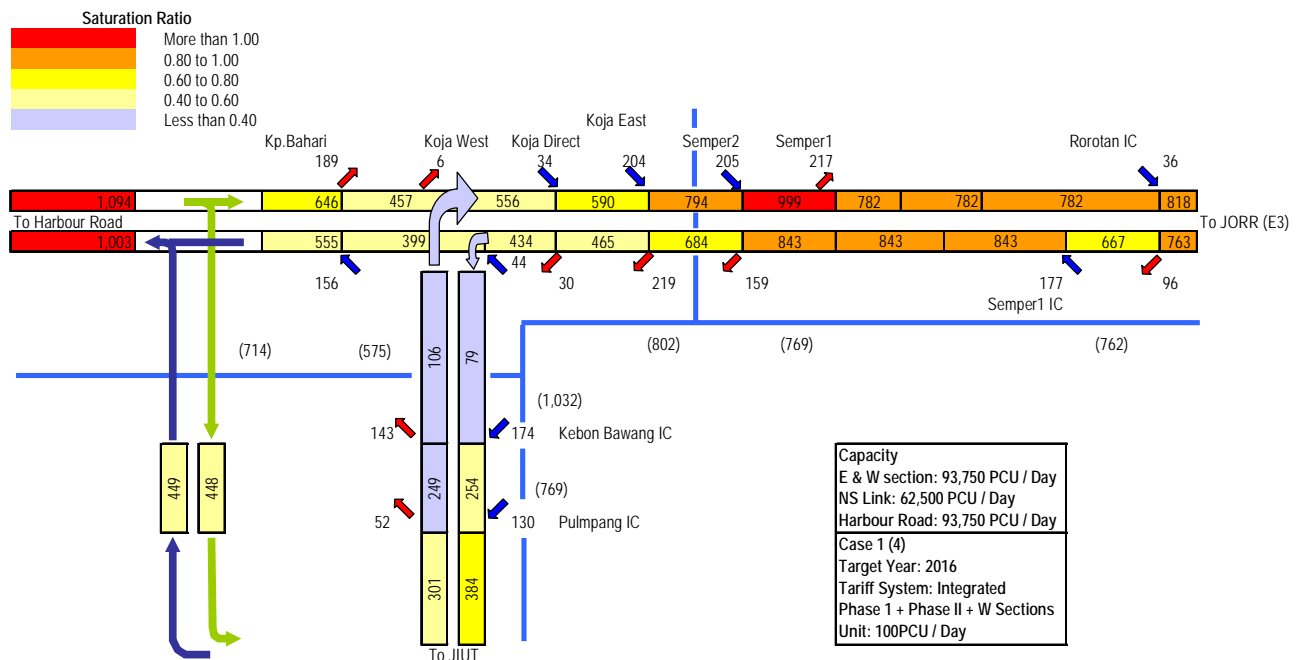 Saturation Ratio
More than 1.00
0.80 to 1.00
0.60 to 0.80
0.40 to 0.60
Less than 0.40
Koja East
Kp.Bahari Koja West Koja Direct Semper2 Semper1 Rorotan IC
189 6 34 204 205 217 36
1,094 646 457 556 590 794 999 782 782 782 818
To Harbour Road To JORR (E3)
1,003 555 399 434 465 684 843 843 843 667 763
156 44 30 219 159 177 96
Semper1 IC
(714) (575) 106 79 (802) (769) (762)
(1,032)
143 174 Kebon Bawang IC
449 448 249 254 (769)
52 130 Pulmpang IC
301 384
To JIUT
Capacity
E & W section: 93,750 PCU / Day
NS Link: 62,500 PCU / Day
Harbour Road: 93,750 PCU / Day
Case 1 (4)
Target Year: 2016
Tariff System: Integrated
Phase 1 + Phase II + W Sections
Unit: 100PCU / Day